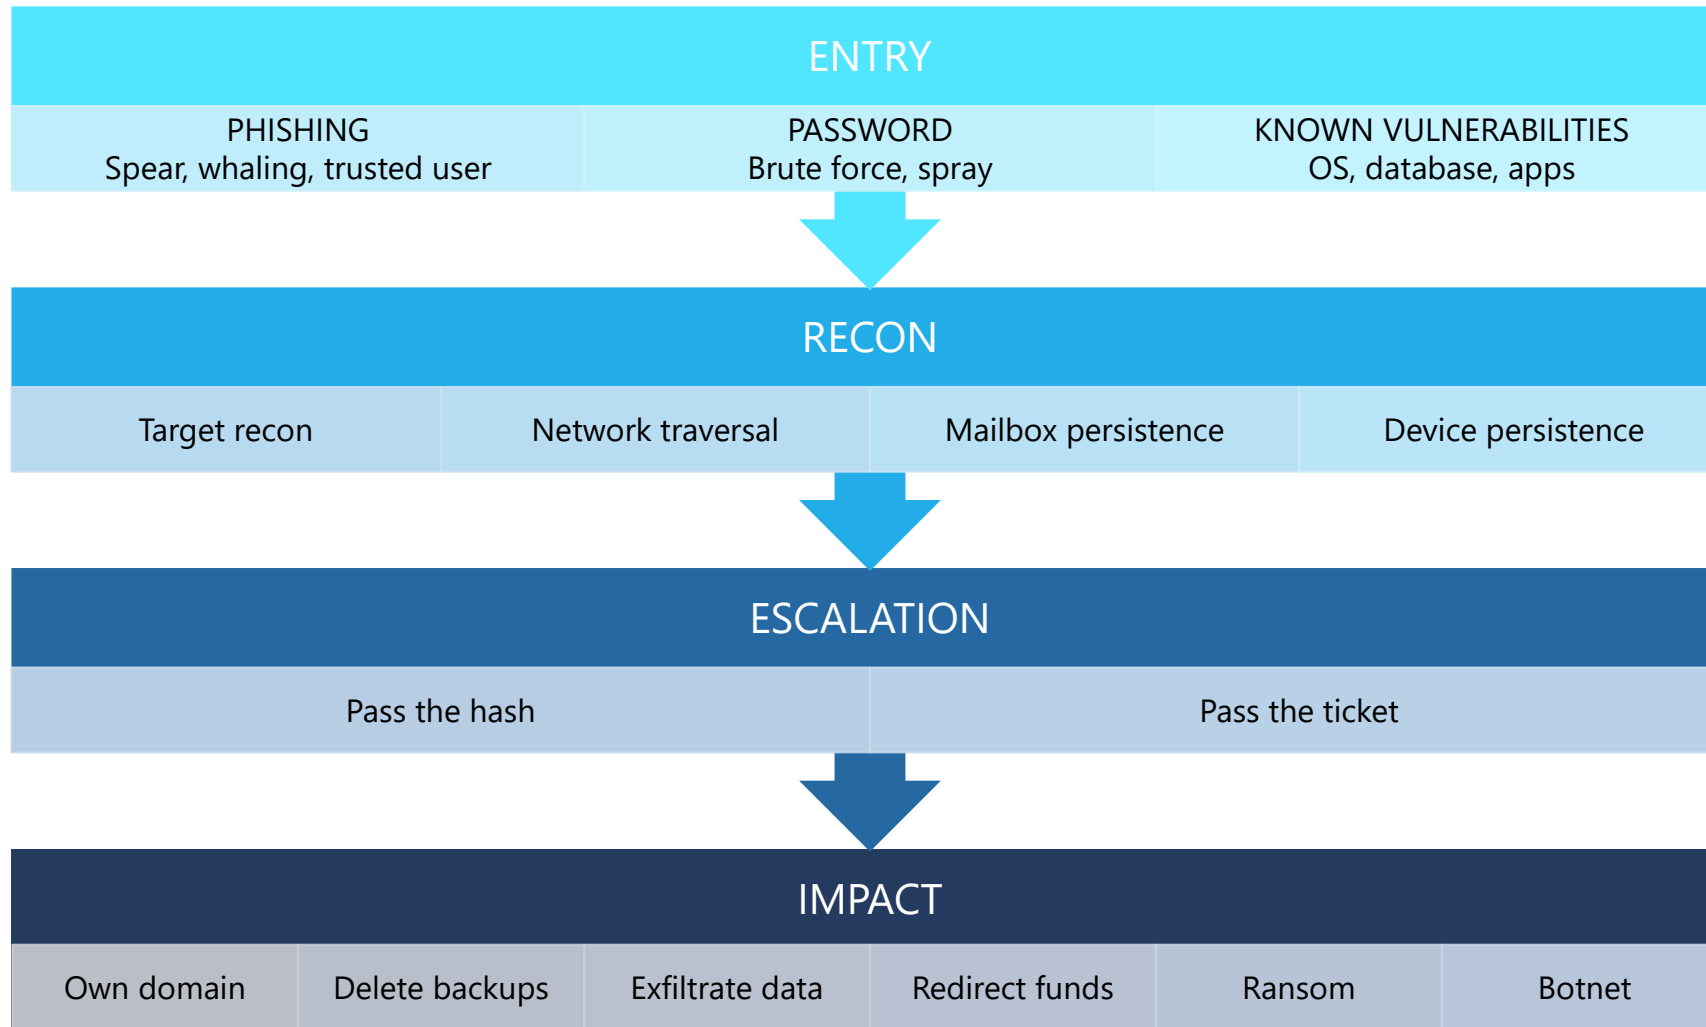 ENTRY
PHISHING
Spear, whaling, trusted user
PASSWORD
Brute force, spray
KNOWN VULNERABILITIES
OS, database, apps
RECON
Target recon
Network traversal
Mailbox persistence
Device persistence
ESCALATION
Pass the hash
Pass the ticket
IMPACT
Own domain
Delete backups
Exfiltrate data
Redirect funds
Ransom
Botnet